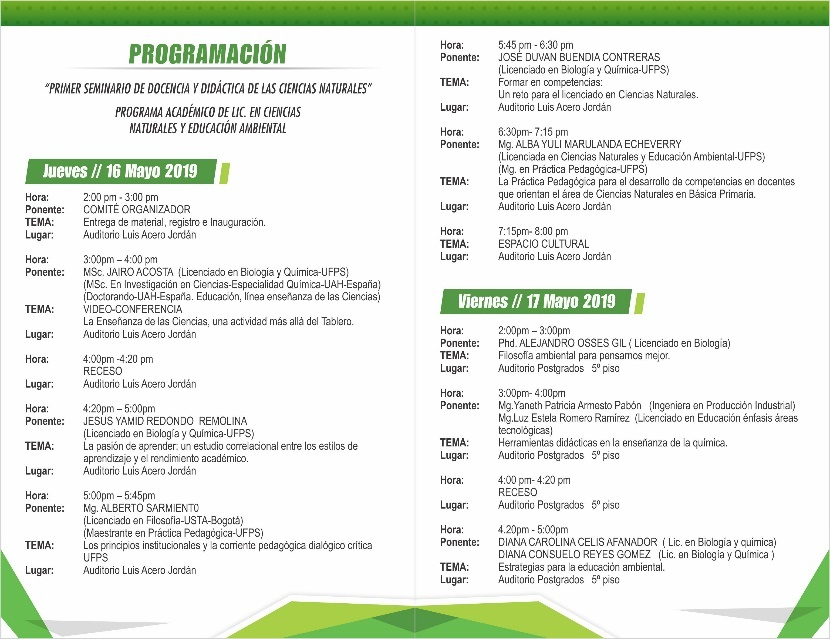 PROGRAMACIÓN
“PRIMER SEMINARIO DE DOCENCIA Y DIDÁCTICA DE LAS CIENCIAS NATURALES”
PROGRAMA ACADÉMICO DE LIC. EN CIENCIAS
NATURALES Y EDUCACIÓN AMBIENTAL
Jueves // 16 Mayo 2019
Hora: 2:00 pm - 3:00 pm
Ponente: COMITÉ ORGANIZADOR
TEMA: Entrega de material, registro e Inauguración.
Lugar: Auditorio Luis Acero Jordán
Hora: 3:00pm – 4:00 pm
Ponente: MSc. JAIRO ACOSTA (Licenciado en Biología y Química-UFPS)
(MSc. En Investigación en Ciencias-Especialidad Química-UAH-España)
(Doctorando-UAH-España. Educación, línea enseñanza de las Ciencias)
TEMA: VIDEO-CONFERENCIA
La Enseñanza de las Ciencias, una actividad más allá del Tablero.
Lugar: Auditorio Luis Acero Jordán
Hora: 4:00pm -4:20 pm
RECESO
Lugar: Auditorio Luis Acero Jordán
Hora: 4:20pm – 5:00pm
Ponente: JESUS YAMID REDONDO REMOLINA
(Licenciado en Biología y Química-UFPS)
TEMA: La pasión de aprender: un estudio correlacional entre los estilos de
aprendizaje y el rendimiento académico.
Lugar: Auditorio Luis Acero Jordán
Hora: 5:00pm – 5:45pm
Ponente: Mg. ALBERTO SARMIENT0
(Licenciado en Filosofía-USTA-Bogotá)
(Maestrante en Práctica Pedagógica-UFPS)
TEMA: Los principios institucionales y la corriente pedagógica dialógico crítica
UFPS
Lugar: Auditorio Luis Acero Jordán
Hora: 5:45 pm - 6:30 pm
Ponente: JOSÉ DUVAN BUENDIA CONTRERAS
(Licenciado en Biología y Química-UFPS)
TEMA: Formar en competencias:
Un reto para el licenciado en Ciencias Naturales.
Lugar: Auditorio Luis Acero Jordán
Hora: 6:30pm- 7:15 pm
Ponente: Mg. ALBA YULI MARULANDA ECHEVERRY
(Licenciada en Ciencias Naturales y Educación Ambiental-UFPS)
(Mg. en Práctica Pedagógica-UFPS)
TEMA: La Práctica Pedagógica para el desarrollo de competencias en docentes
que orientan el área de Ciencias Naturales en Básica Primaria.
Lugar: Auditorio Luis Acero Jordán
Hora: 7:15pm- 8:00 pm
TEMA: ESPACIO CULTURAL
Lugar: Auditorio Luis Acero Jordán
Viernes // 17 Mayo 2019
Hora: 2:00pm – 3:00pm
Ponente: Phd. ALEJANDRO OSSES GIL ( Licenciado en Biología)
TEMA: Filosofía ambiental para pensarnos mejor.
Lugar: Auditorio Postgrados 5º piso
Hora: 3:00pm- 4:00pm
Ponente: Mg.Yaneth Patricia Armesto Pabón (Ingeniera en Producción Industrial)
Mg.Luz Estela Romero Ramírez (Licenciada en Educación énfasis áreas
tecnológicas)
TEMA: Herramientas didácticas en la enseñanza de la química.
Lugar: Auditorio Postgrados 5º piso
Hora: 4:00 pm- 4:20 pm
RECESO
Lugar: Auditorio Postgrados 5º piso
Hora: 4.20pm - 5:00pm
Ponente: DIANA CAROLINA CELIS AFANADOR ( Lic. en Biología y química)
DIANA CONSUELO REYES GOMEZ (Lic. en Biología y Química )
TEMA: Estrategias para la educación ambiental.
Lugar: Auditorio Postgrados 5º piso